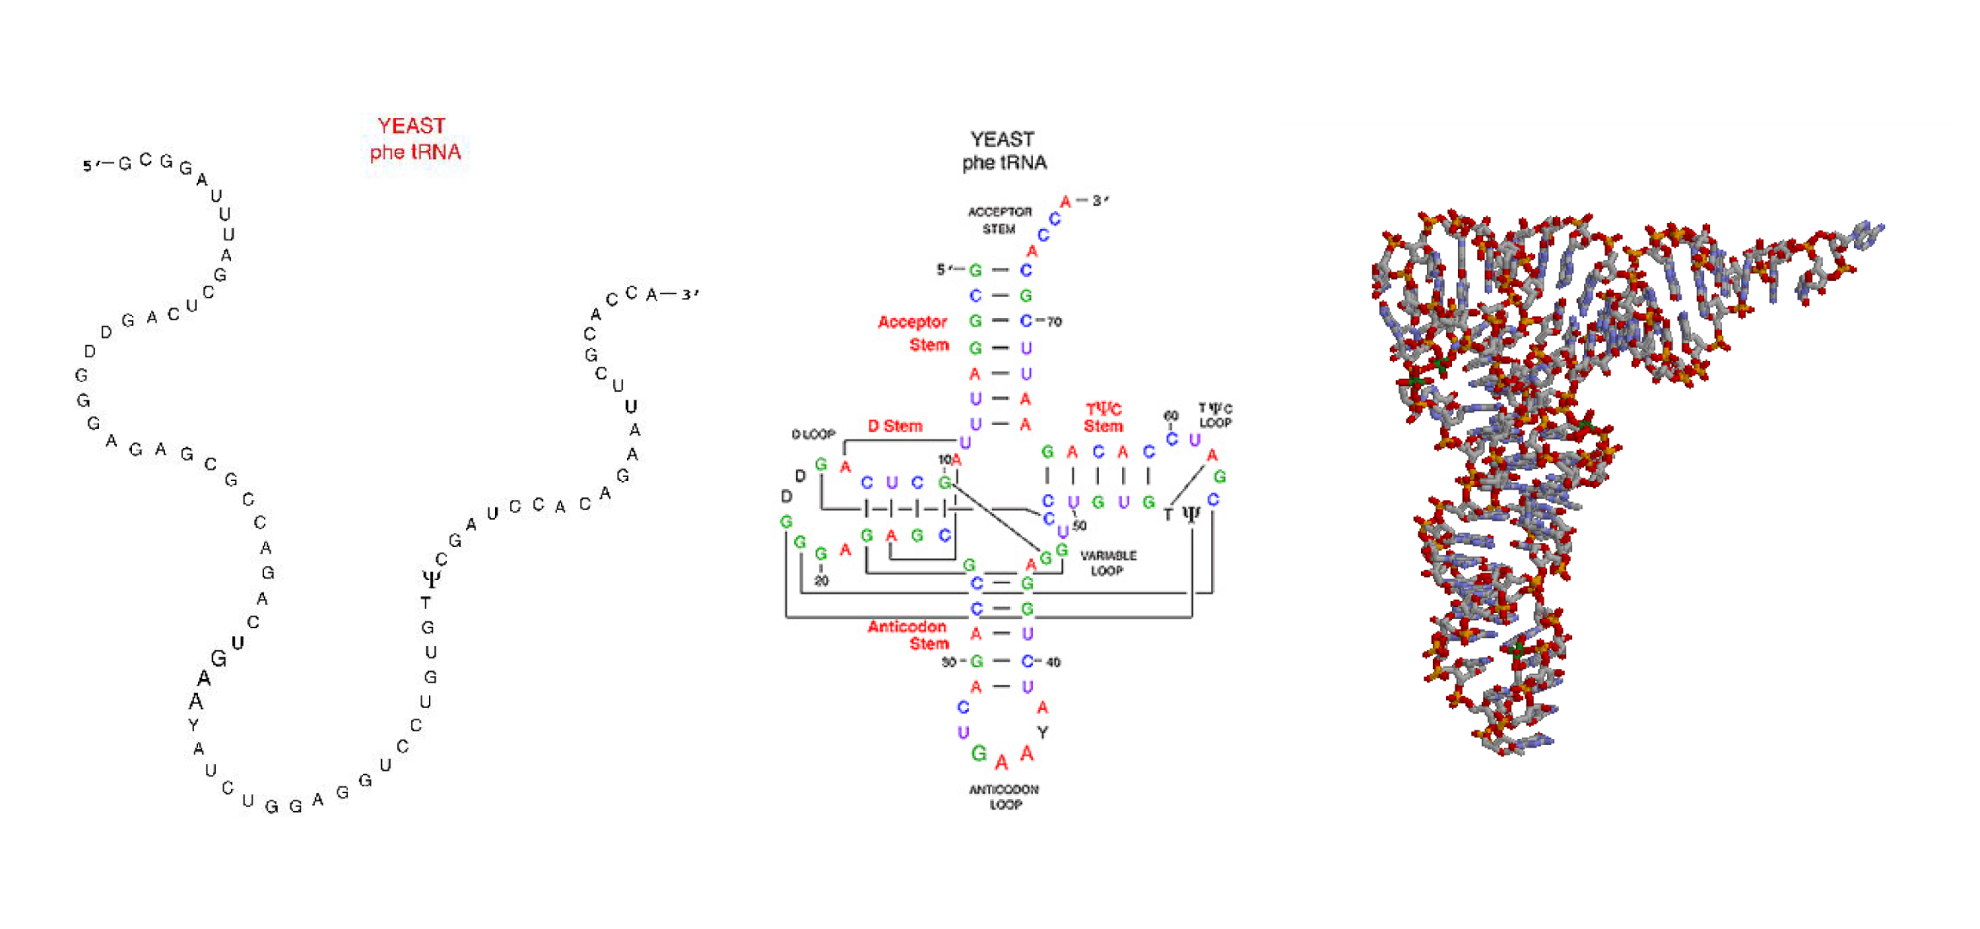 YEAST
phe tRNA
5′–GCGGAUUUAGCUCAGDDGGGAGAGCGCCAGACUGAAYAUCUGGAGGUCCUGUGTΨCGAUCCACAGAAUUCGCACCA–3′
YEAST
phe tRNA
ACCEPTOR
STEM
A–3′
C
C
A
5′–G – C
C – G
Acceptor
Stem
G – C–70
G – U
A – U
U – A
U – A
U
A
D Stem
D LOOP
10
G A
D
D
C U C G
G
G
G
20
A G A G C
TΨC
Stem
60
TΨC
LOOP
G A C A C C U
A
G
C
C U G U G T Ψ
50
C
U
G
G
A
VARIABLE
LOOP
G
C = G
C – G
Anticodon
Stem
A – U
30–G – C–40
A – U
C A
U Y
G A A
ANTICODON
LOOP